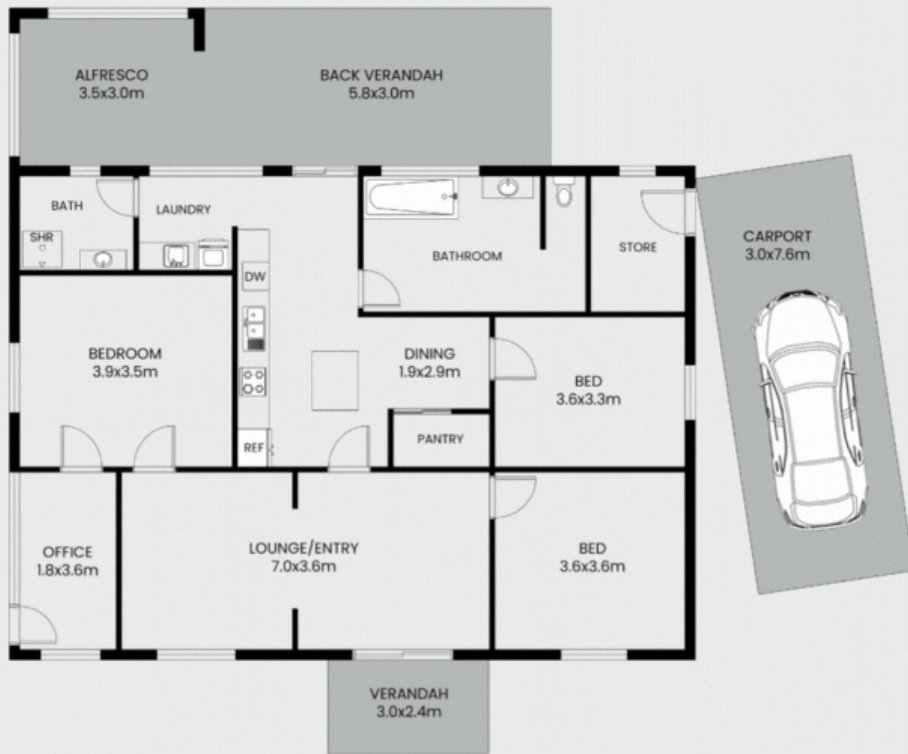 ALFRESCO
3.5x3.0m
BACK VERANDAH
5.8x3.0m
BATH
LAUNDRY
SHR
DW
BATHROOM
STORE
CARPORT
3.0x7.6m
BEDROOM
3.9x3.5m
DINING
1.9x2.9m
BED
3.6x3.3m
REF
PANTRY
OFFICE
1.8x3.6m
LOUNGE/ENTRY
7.0x3.6m
BED
3.6x3.6m
VERANDAH
3.0x2.4m